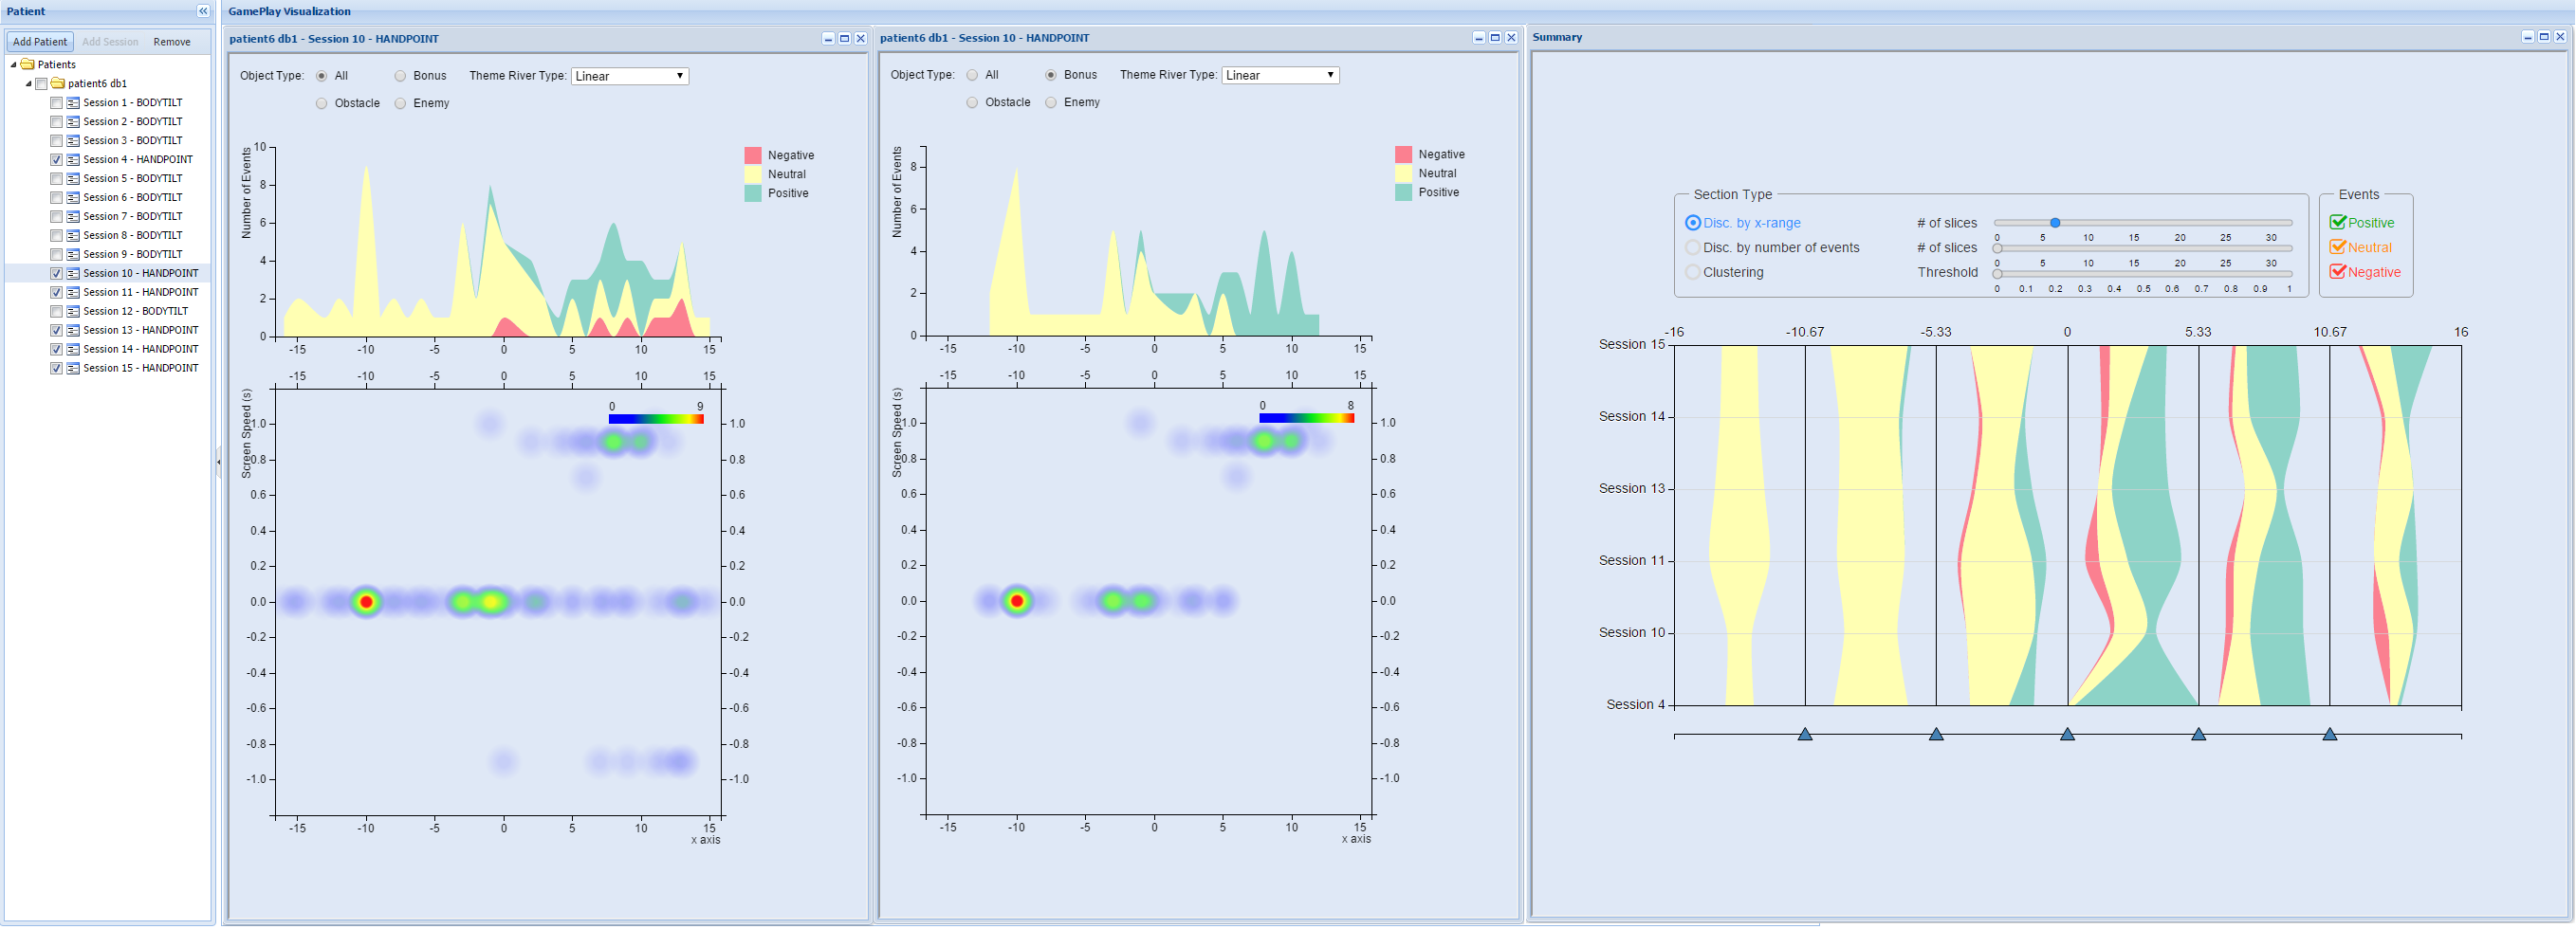 Patient
Add Patient Add Session Remove
Patients
patient6 db1
Session 1 - BODYTILT
Session 2 - BODYTILT
Session 3 - BODYTILT
Session 4 - HANDPOINT
Session 5 - BODYTILT
Session 6 - BODYTILT
Session 7 - BODYTILT
Session 8 - BODYTILT
Session 9 - BODYTILT
Session 10 - HANDPOINT
Session 11 - HANDPOINT
Session 12 - BODYTILT
Session 13 - HANDPOINT
Session 14 - HANDPOINT
Session 15 - HANDPOINT
GamePlay Visualization
patient6 db1 - Session 10 - HANDPOINT
Object Type: All Bonus Theme River Type: Linear
Obstacle Enemy
Number of Events
10
8
6
4
2
0
-15 -10 -5 0 5 10 15
Negative
Neutral
Positive
-15 -10 -5 0 5 10 15
Screen Speed (s)
0 9
1.0 1.0
0.8 0.8
0.6 0.6
0.4 0.4
0.2 0.2
0.0 0.0
-0.2 -0.2
-0.4 -0.4
-0.6 -0.6
-0.8 -0.8
-1.0 -1.0
-15 -10 -5 0 5 10 15
x axis
patient6 db1 - Session 10 - HANDPOINT
Object Type: All Bonus Theme River Type: Linear
Obstacle Enemy
Number of Events
8
6
4
2
0
-15 -10 -5 0 5 10 15
Negative
Neutral
Positive
-15 -10 -5 0 5 10 15
Screen Speed (s)
0 8
1.0 1.0
0.8 0.8
0.6 0.6
0.4 0.4
0.2 0.2
0.0 0.0
-0.2 -0.2
-0.4 -0.4
-0.6 -0.6
-0.8 -0.8
-1.0 -1.0
-15 -10 -5 0 5 10 15
x axis
Summary
Section Type
Disc. by x-range # of slices
0 5 10 15 20 25 30
Disc. by number of events # of slices
0 5 10 15 20 25 30
Clustering Threshold
0 0.1 0.2 0.3 0.4 0.5 0.6 0.7 0.8 0.9 1
Events
Positive
Neutral
Negative
-16 -10.67 -5.33 0 5.33 10.67 16
Session 15
Session 14
Session 13
Session 11
Session 10
Session 4